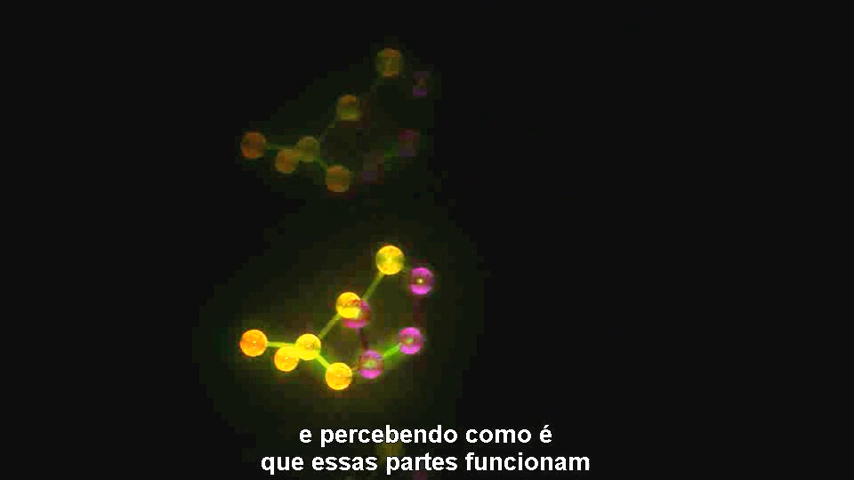 e percebendo como é
que essas partes funcionam